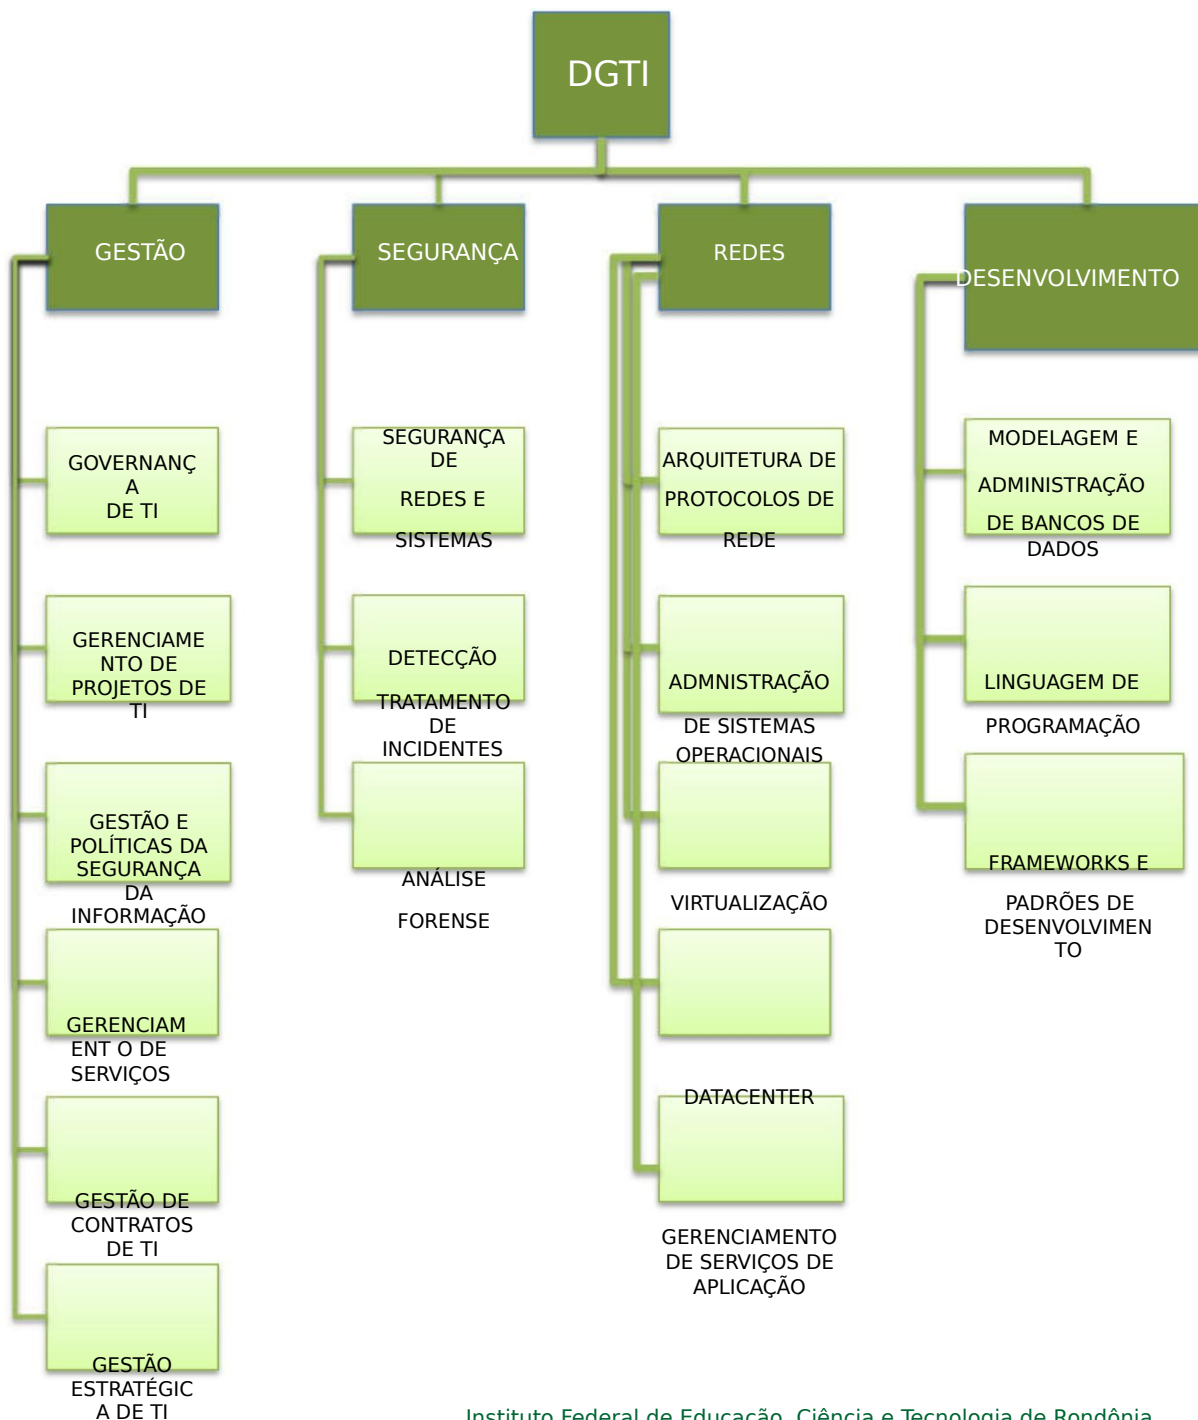 DGTI
GESTÃO
SEGURANÇA
REDES
DESENVOLVIMENTO
GOVERNANÇ
A
DE TI
GERENCIAME
NTO DE
PROJETOS DE
TI
GESTÃO E
POLÍTICAS DA
SEGURANÇA
DA
INFORMAÇÃO
GERENCIAM
ENT O DE
SERVIÇOS
GESTÃO DE
CONTRATOS
DE TI
GESTÃO
ESTRATÉGIC
A DE TI
SEGURANÇA
DE
REDES E
SISTEMAS
DETECÇÃO
TRATAMENTO
DE
INCIDENTES
ANÁLISE
FORENSE
ARQUITETURA DE
PROTOCOLOS DE
REDE
ADMNISTRAÇÃO
DE SISTEMAS
OPERACIONAIS
VIRTUALIZAÇÃO
DATACENTER
GERENCIAMENTO
DE SERVIÇOS DE
APLICAÇÃO
MODELAGEM E
ADMINISTRAÇÃO
DE BANCOS DE
DADOS
LINGUAGEM DE
PROGRAMAÇÃO
FRAMEWORKS E
PADRÕES DE
DESENVOLVIMEN
TO
Instituto Federal de Educação, Ciência e Tecnologia de Rondônia